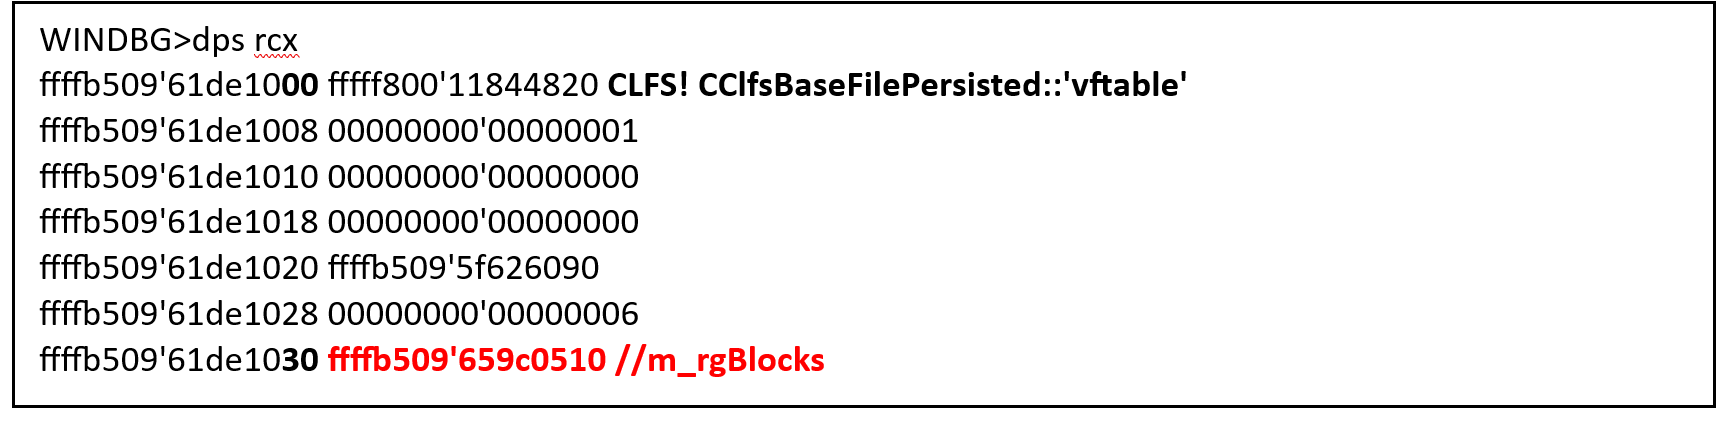 WINDBG>dps rcx
ffffb509'61de1000 fffff800'11844820 CLFS! CClfsBaseFilePersisted::'vftable'
ffffb509'61de1008 00000000'00000001
ffffb509'61de1010 00000000'00000000
ffffb509'61de1018 00000000'00000000
ffffb509'61de1020 ffffb509'5f626090
ffffb509'61de1028 00000000'00000006
ffffb509'61de1030 ffffb509'659c0510 //m_rgBlocks